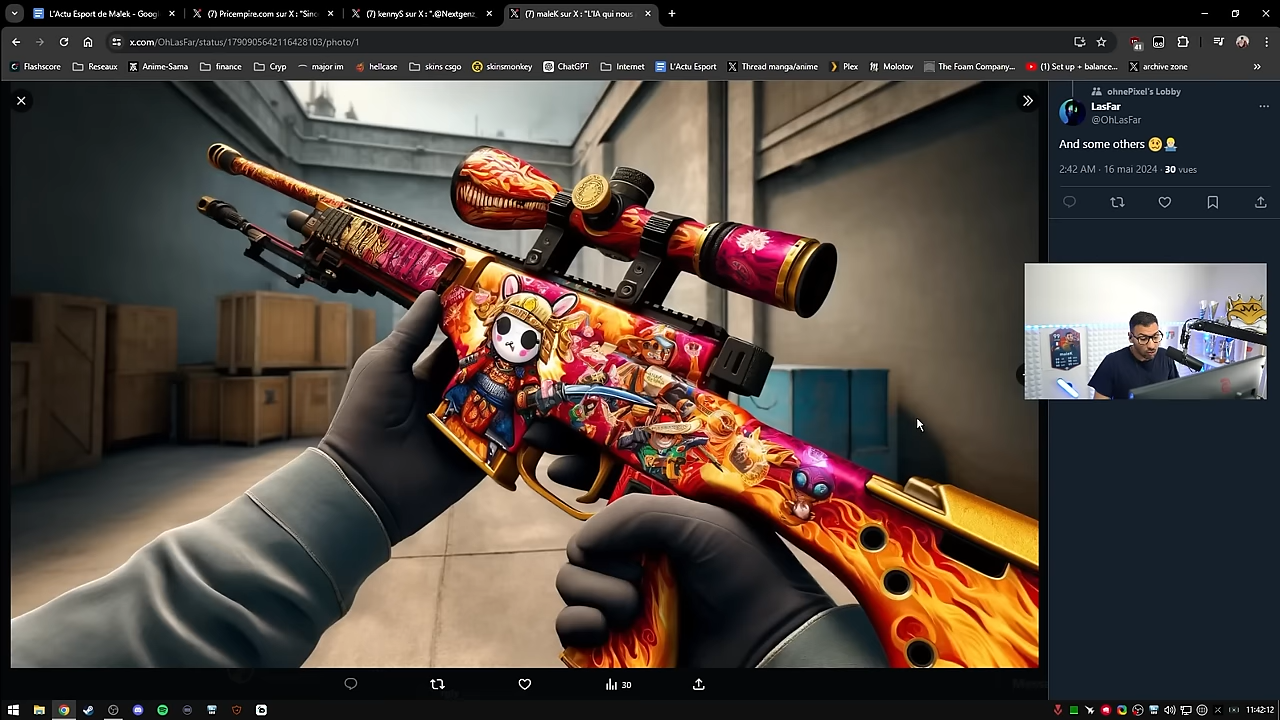 L'Actu Esport de Malek - Goog
(7) Pricempire.com sur X : "Sino
(7) kennyS sur X : ".@Nextgenz
(7) maleK sur X : "L'IA qui nous
x.com/OhLasFar/status/1790905642116428103/photo/1
41
Flashscore
Reseaux
Anime-Sama
finance
Cryp
major im
hellcase
skins csgo
skinsmonkey
ChatGPT
Internet
L'Actu Esport
Thread manga/anime
Plex
Molotov
The Foam Company...
(1) Set up + balance...
archive zone
ohnePixel's Lobby
LasFar
@OhLasFar
And some others
2:42 AM · 16 mai 2024 · 30 vues
maleK
30
11:42:12